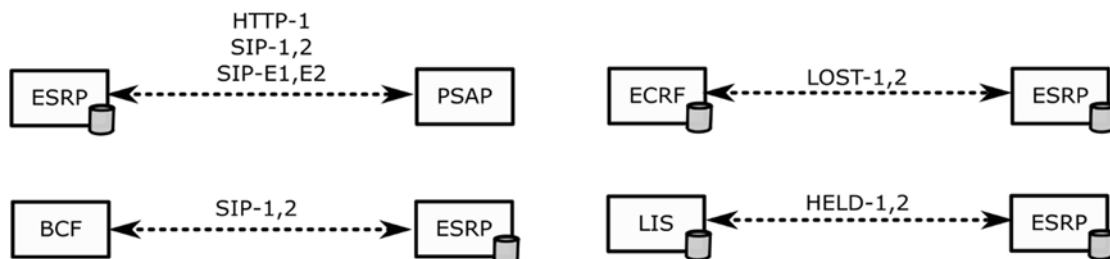 HTTP-1
SIP-1,2
SIP-E1,E2
ESRP
PSAP
LOST-1,2
ECRF
ESRP
SIP-1,2
BCF
ESRP
HELD-1,2
LIS
ESRP